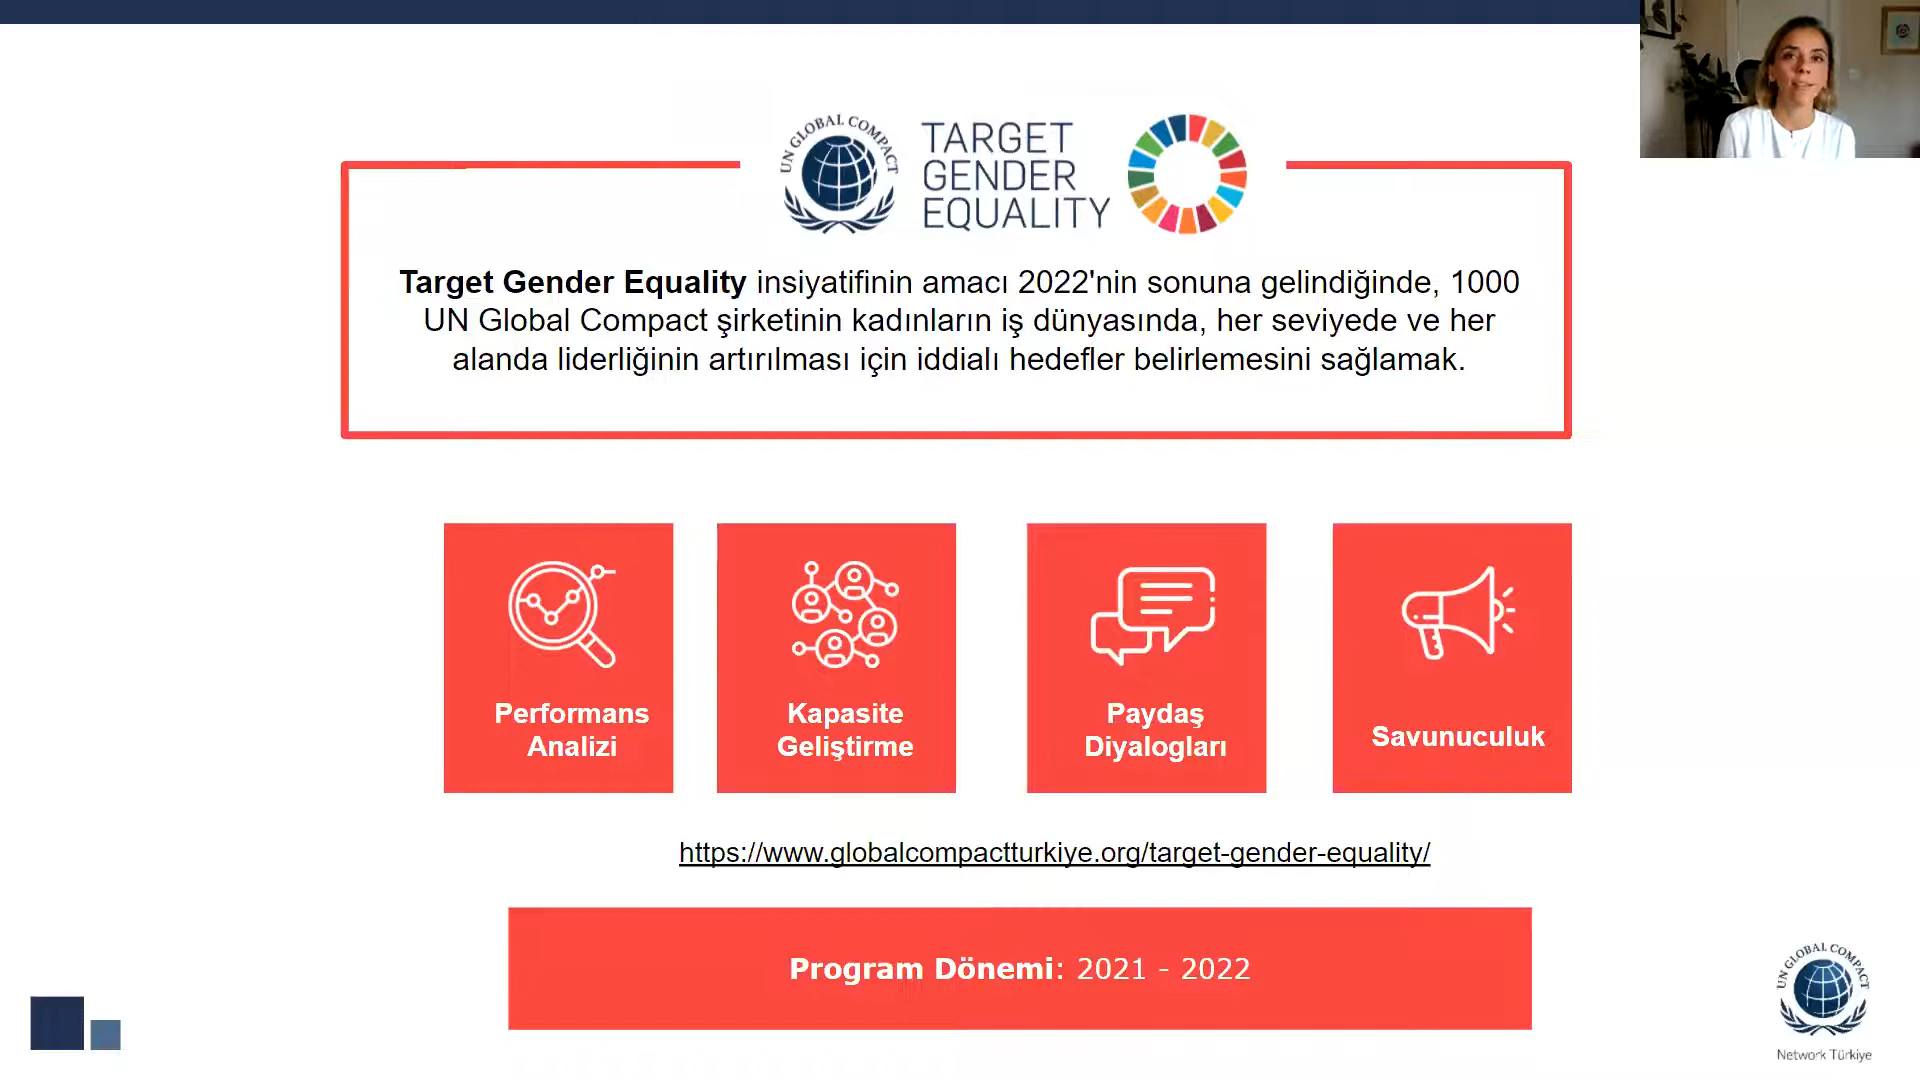 UN GLOBAL COMPACT
TARGET
GENDER
EQUALITY
Target Gender Equality insiyatifinin amacı 2022'nin sonuna gelindiğinde, 1000
UN Global Compact şirketinin kadınların iş dünyasında, her seviyede ve her
alanda liderliğinin artırılması için iddialı hedefler belirlemesini sağlamak.
Performans
Analizi
Kapasite
Geliştirme
Paydaş
Diyalogları
Savunuculuk
https://www.globalcompactturkiye.org/target-gender-equality/
Program Dönemi: 2021 - 2022
UN GLOBAL COMPACT
Network Türkiye